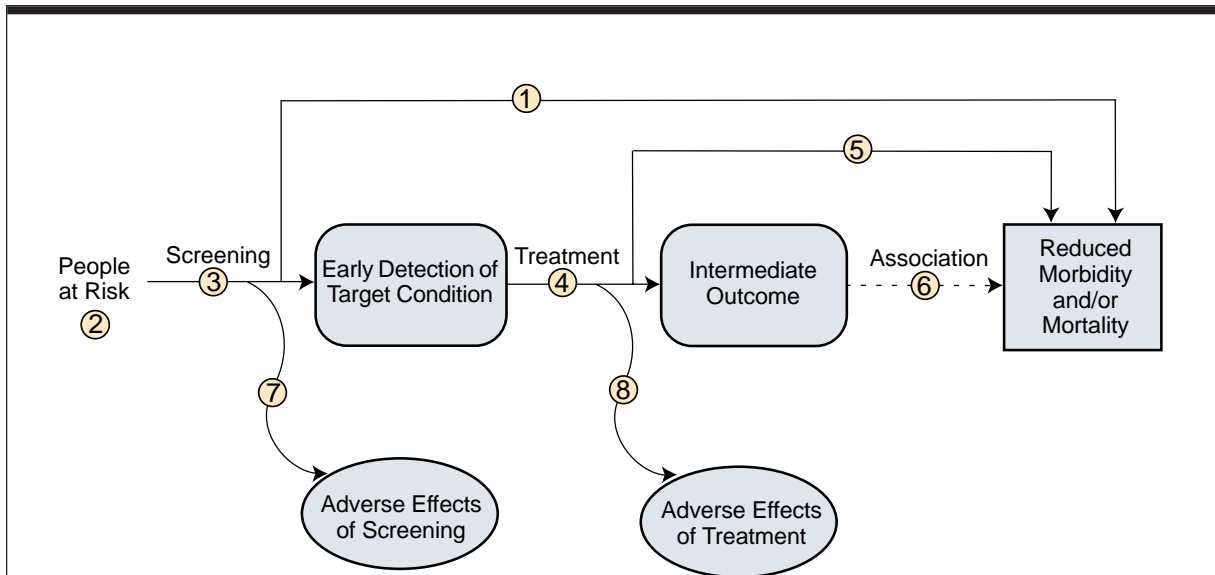 1
5
Screening
3
People
at Risk
2
Early Detection of
Target Condition
Treatment
4
Intermediate
Outcome
Association
6
Reduced
Morbidity
and/or
Mortality
7
8
Adverse Effects
of Screening
Adverse Effects
of Treatment